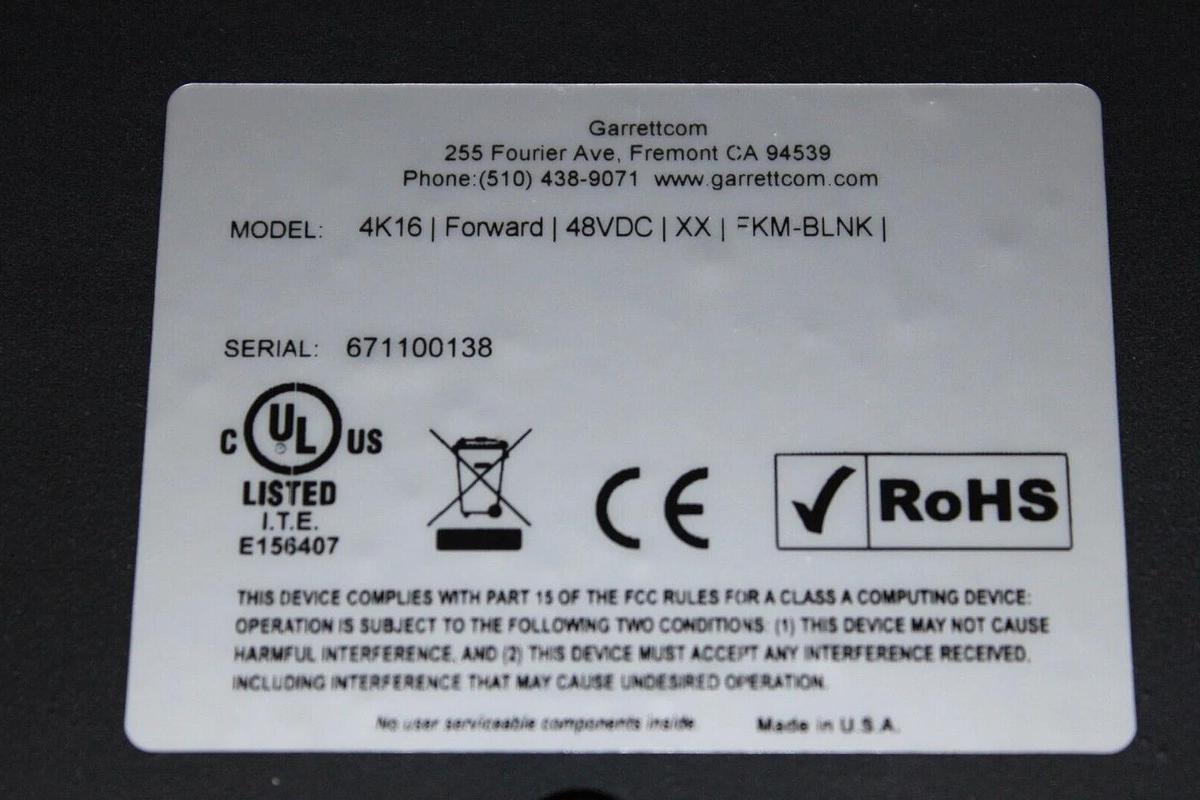 Garrettcom
255 Fourier Ave, Fremont CA 94539
Phone:(510) 438-9071 www.garrettcom.com
MODEL: 4K16 | Forward | 48VDC | XX | FKM-BLNK |
SERIAL: 671100138
C UL US
LISTED
I.T.E.
E156407
CE
RoHS
THIS DEVICE COMPLIES WITH PART 15 OF THE FCC RULES FOR A CLASS A COMPUTING DEVICE:
OPERATION IS SUBJECT TO THE FOLLOWING TWO CONDITIONS: (1) THIS DEVICE MAY NOT CAUSE
HARMFUL INTERFERENCE, AND (2) THIS DEVICE MUST ACCEPT ANY INTERFERENCE RECEIVED,
INCLUDING INTERFERENCE THAT MAY CAUSE UNDESIRED OPERATION.
No user serviceable components inside Made in U.S.A.